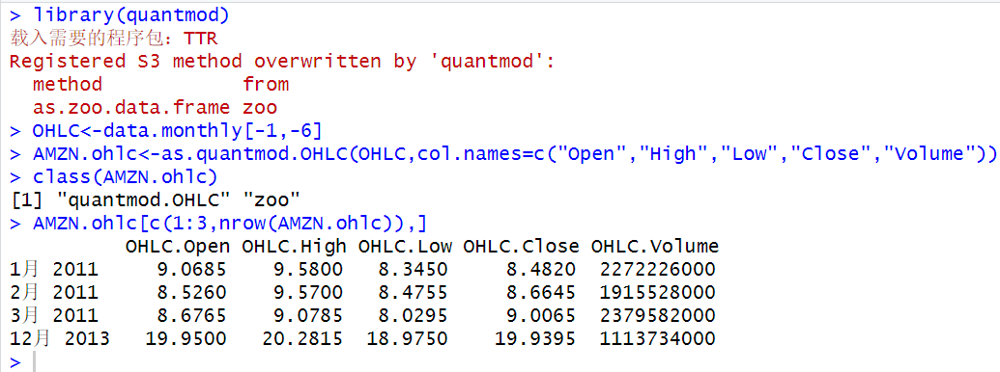 > library(quantmod)
载入需要的程序包：TTR
Registered S3 method overwritten by 'quantmod':
  method            from
  as.zoo.data.frame zoo
> OHLC<-data.monthly[-1,-6]
> AMZN.ohlc<-as.quantmod.OHLC(OHLC,col.names=c("Open","High","Low","Close","Volume"))
> class(AMZN.ohlc)
[1] "quantmod.OHLC" "zoo"
> AMZN.ohlc[c(1:3,nrow(AMZN.ohlc)),]
          OHLC.Open OHLC.High OHLC.Low OHLC.Close OHLC.Volume
1月 2011     9.0685    9.5800   8.3450     8.4820  2272226000
2月 2011     8.5260    9.5700   8.4755     8.6645  1915528000
3月 2011     8.6765    9.0785   8.0295     9.0065  2379582000
12月 2013   19.9500   20.2815  18.9750    19.9395  1113734000
>